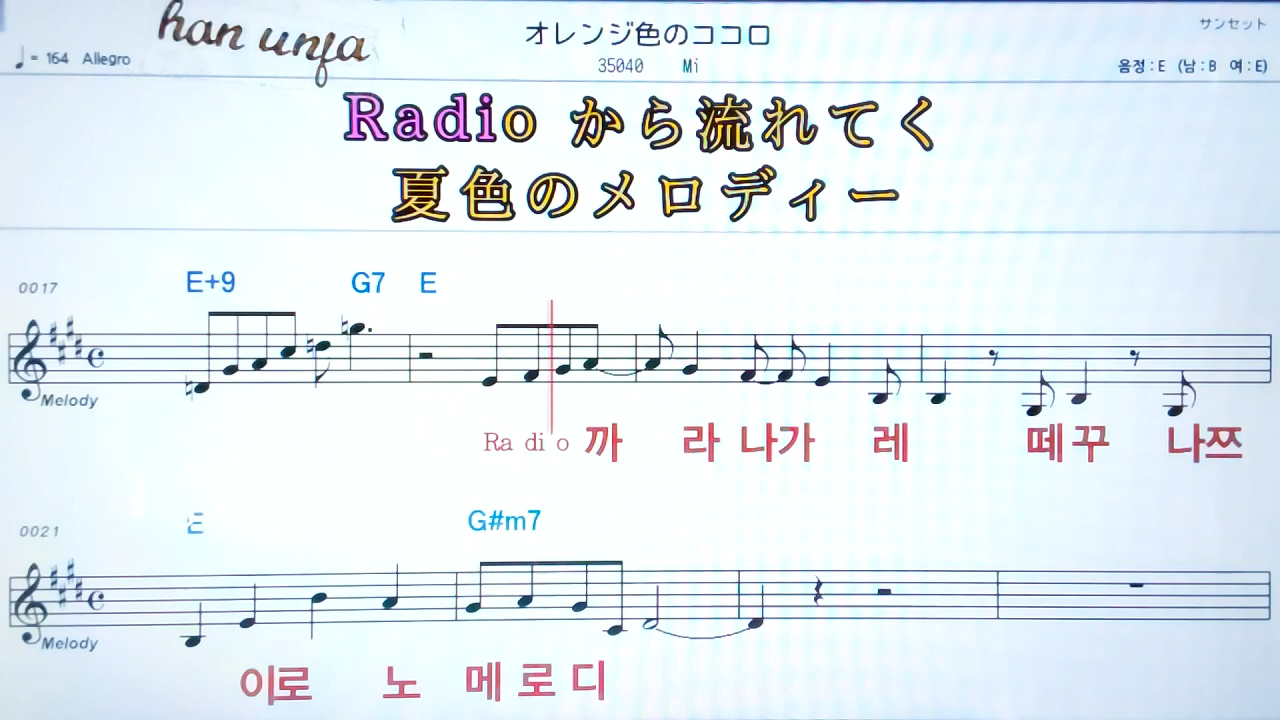 han unfa
オレンジ色のココロ
サンセット
♩= 164 Allegro
35040 Mi
음정:E (남:B 여:E)
Radio から流れてく
夏色のメロディー
0017
E+9 G7 E
Melody
Ra di o 까 라 나가 레 떼 꾸 나쯔
0021
E G#m7
Melody
이로 노 메 로 디